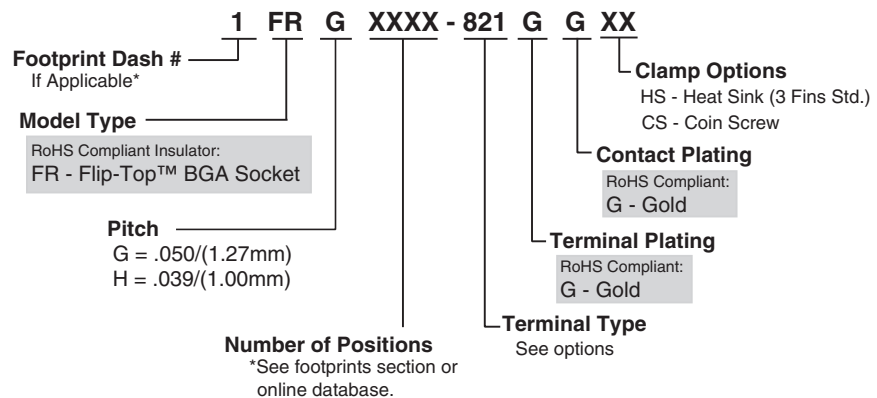 1 FR G XXXX - 821 G G XX
Footprint Dash #
If Applicable*
Model Type
RoHS Compliant Insulator:
FR - Flip-Top™ BGA Socket
Pitch
G = .050/(1.27mm)
H = .039/(1.00mm)
Number of Positions
*See footprints section or
online database.
Terminal Type
See options
Terminal Plating
RoHS Compliant:
G - Gold
Contact Plating
RoHS Compliant:
G - Gold
Clamp Options
HS - Heat Sink (3 Fins Std.)
CS - Coin Screw